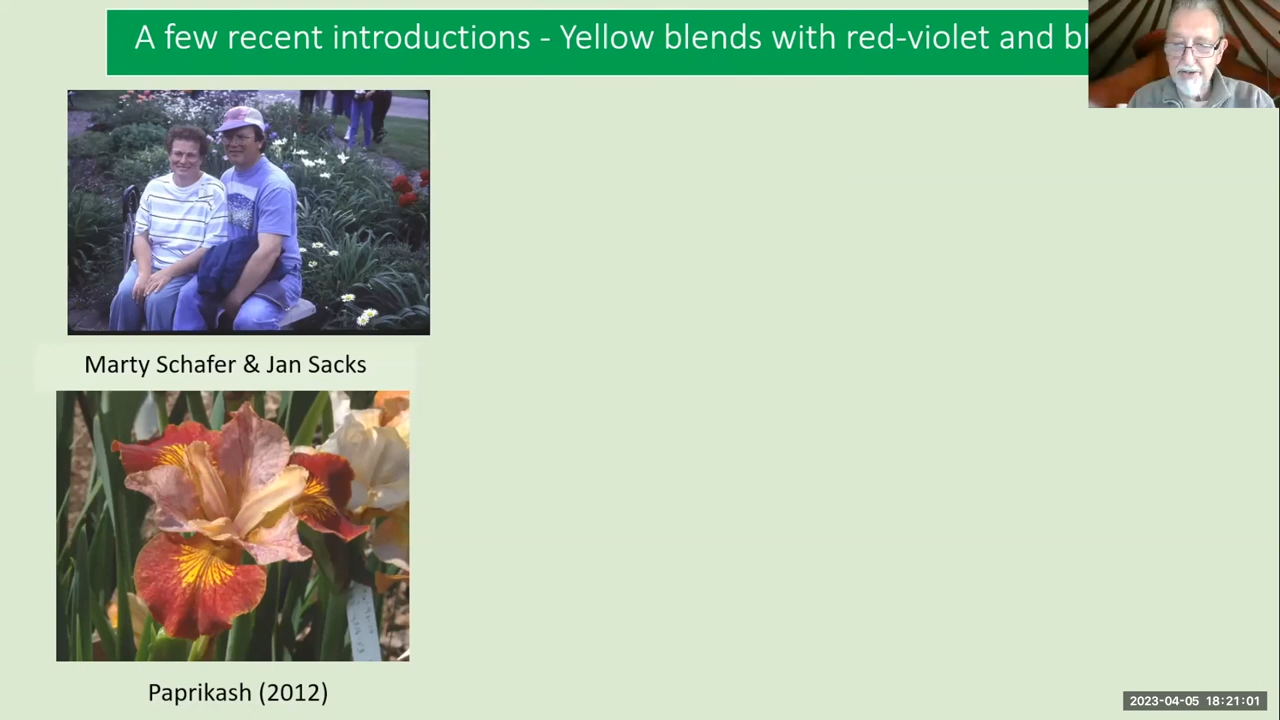 A few recent introductions - Yellow blends with red-violet and
Marty Schafer & Jan Sacks
Paprikash (2012)
2023-04-05 18:21:01